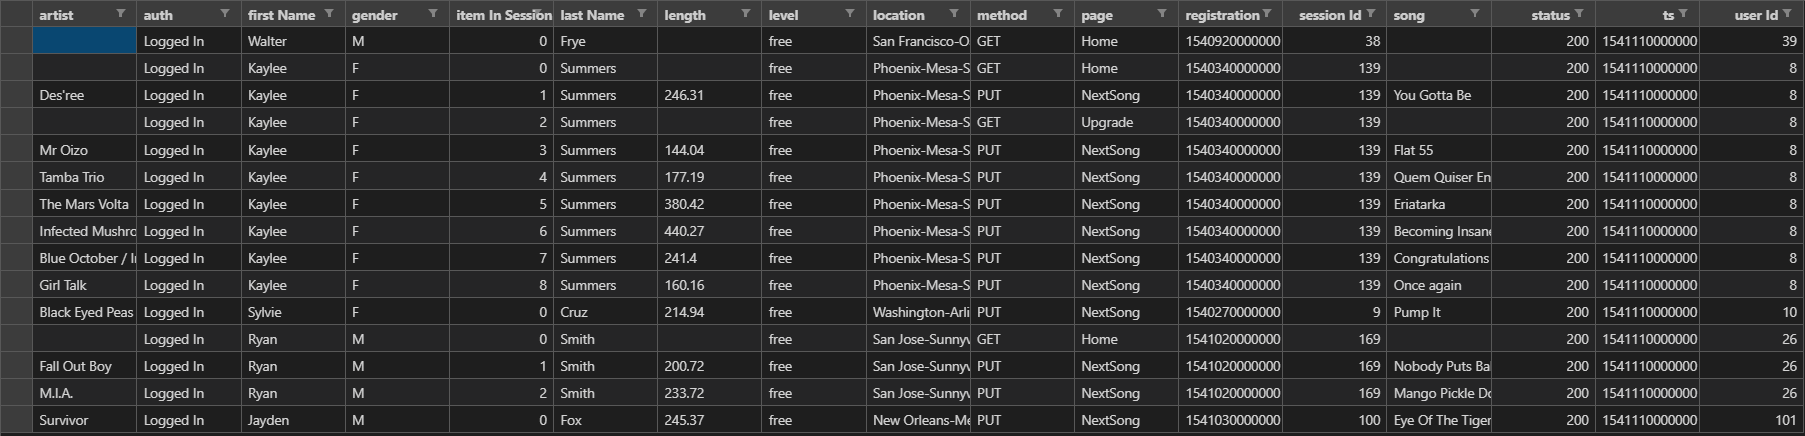 artist auth first Name gender item In Session last Name length level location method page registration session Id song status ts user Id
Logged In Walter M 0 Frye free San Francisco-O GET Home 1540920000000 38 200 1541110000000 39
Logged In Kaylee F 0 Summers free Phoenix-Mesa-S GET Home 1540340000000 139 200 1541110000000 8
Des'ree Logged In Kaylee F 1 Summers 246.31 free Phoenix-Mesa-S PUT NextSong 1540340000000 139 You Gotta Be 200 1541110000000 8
Logged In Kaylee F 2 Summers free Phoenix-Mesa-S GET Upgrade 1540340000000 139 200 1541110000000 8
Mr Oizo Logged In Kaylee F 3 Summers 144.04 free Phoenix-Mesa-S PUT NextSong 1540340000000 139 Flat 55 200 1541110000000 8
Tamba Trio Logged In Kaylee F 4 Summers 177.19 free Phoenix-Mesa-S PUT NextSong 1540340000000 139 Quem Quiser En 200 1541110000000 8
The Mars Volta Logged In Kaylee F 5 Summers 380.42 free Phoenix-Mesa-S PUT NextSong 1540340000000 139 Eriatarka 200 1541110000000 8
Infected Mushro Logged In Kaylee F 6 Summers 440.27 free Phoenix-Mesa-S PUT NextSong 1540340000000 139 Becoming Insane 200 1541110000000 8
Blue October / In Logged In Kaylee F 7 Summers 241.4 free Phoenix-Mesa-S PUT NextSong 1540340000000 139 Congratulations 200 1541110000000 8
Girl Talk Logged In Kaylee F 8 Summers 160.16 free Phoenix-Mesa-S PUT NextSong 1540340000000 139 Once again 200 1541110000000 8
Black Eyed Peas Logged In Sylvie F 0 Cruz 214.94 free Washington-Arli PUT NextSong 1540270000000 9 Pump It 200 1541110000000 10
Logged In Ryan M 0 Smith free San Jose-Sunnyv GET Home 1541020000000 169 200 1541110000000 26
Fall Out Boy Logged In Ryan M 1 Smith 200.72 free San Jose-Sunnyv PUT NextSong 1541020000000 169 Nobody Puts Ba 200 1541110000000 26
M.I.A. Logged In Ryan M 2 Smith 233.72 free San Jose-Sunnyv PUT NextSong 1541020000000 169 Mango Pickle Do 200 1541110000000 26
Survivor Logged In Jayden M 0 Fox 245.37 free New Orleans-Me PUT NextSong 1541030000000 100 Eye Of The Tiger 200 1541110000000 101